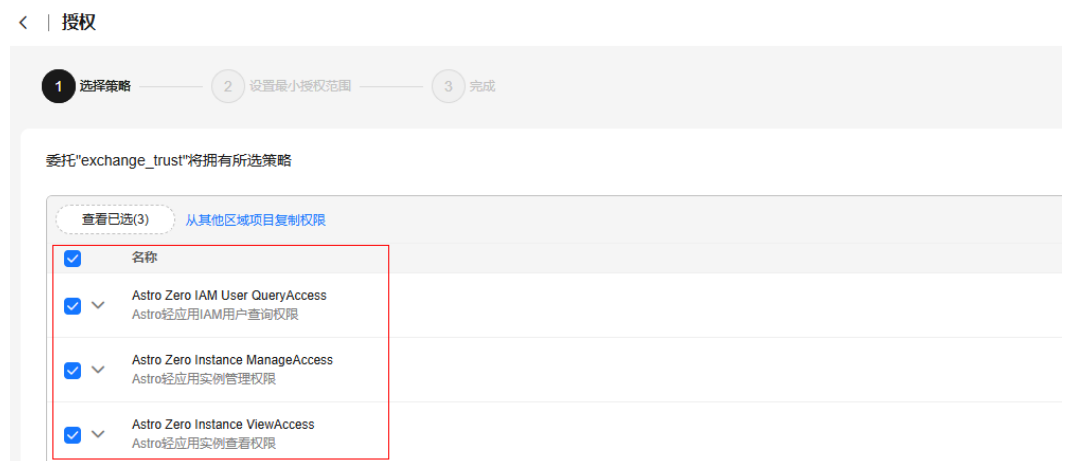 授权
1 选择策略 2 设置最小授权范围 3 完成
委托"exchange_trust"将拥有所选策略
查看已选(3) 从其他区域项目复制权限
名称
Astro Zero IAM User QueryAccess
Astro轻应用IAM用户查询权限
Astro Zero Instance ManageAccess
Astro轻应用实例管理权限
Astro Zero Instance ViewAccess
Astro轻应用实例查看权限